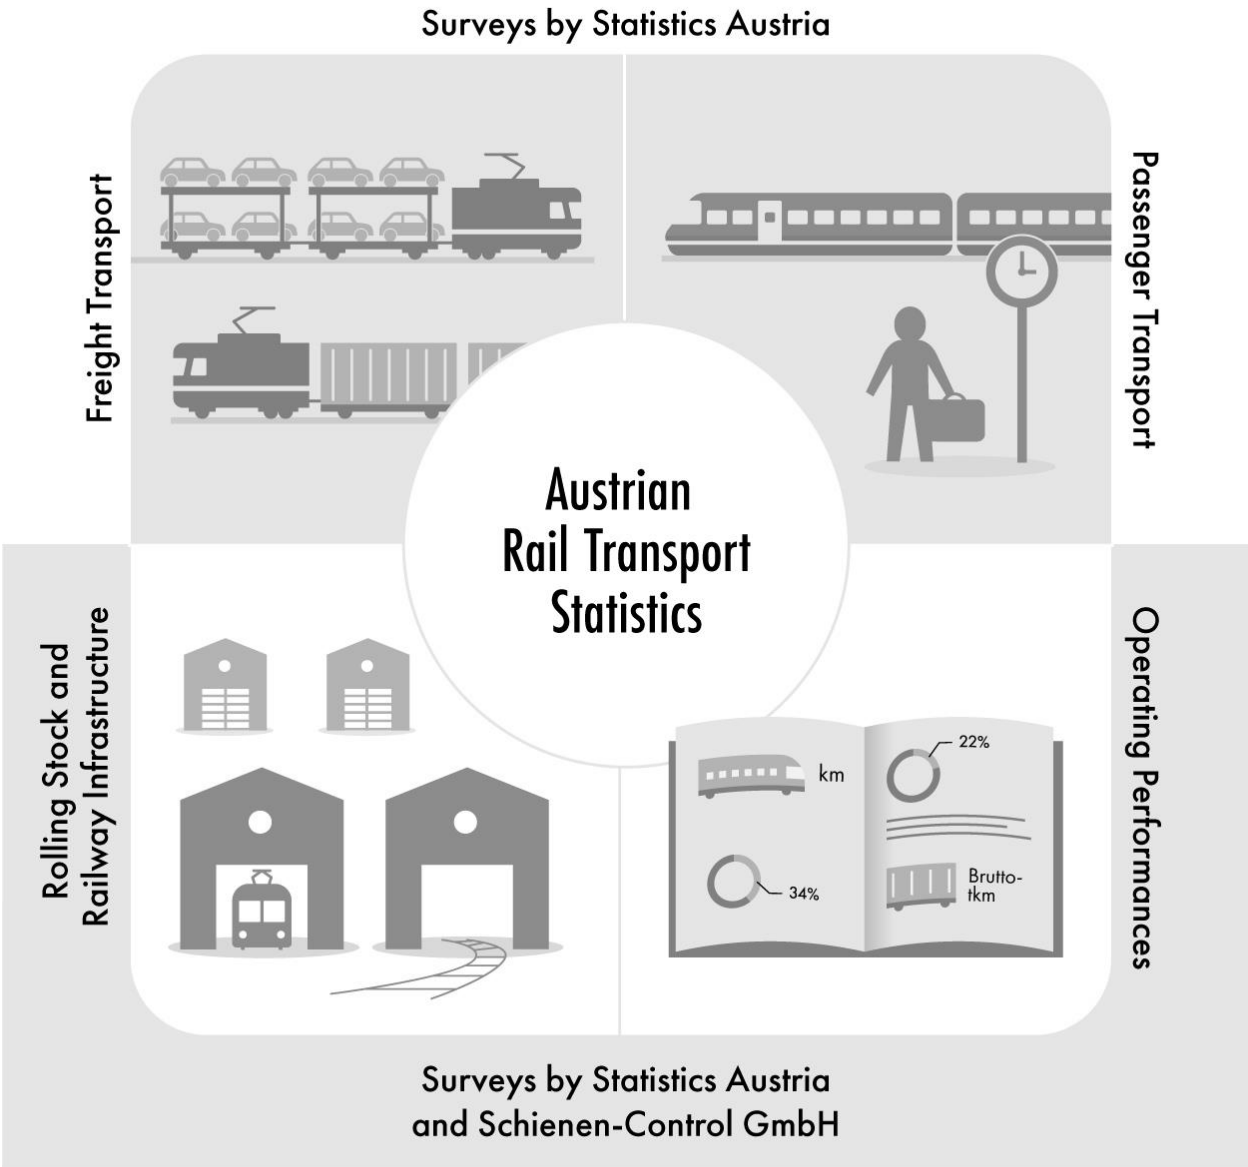 Surveys by Statistics Austria
Freight Transport
Passenger Transport
Austrian
Rail Transport
Statistics
Rolling Stock and
Railway Infrastructure
Operating Performances
km
22%
34%
Brutto-
tkm
Surveys by Statistics Austria
and Schienen-Control GmbH